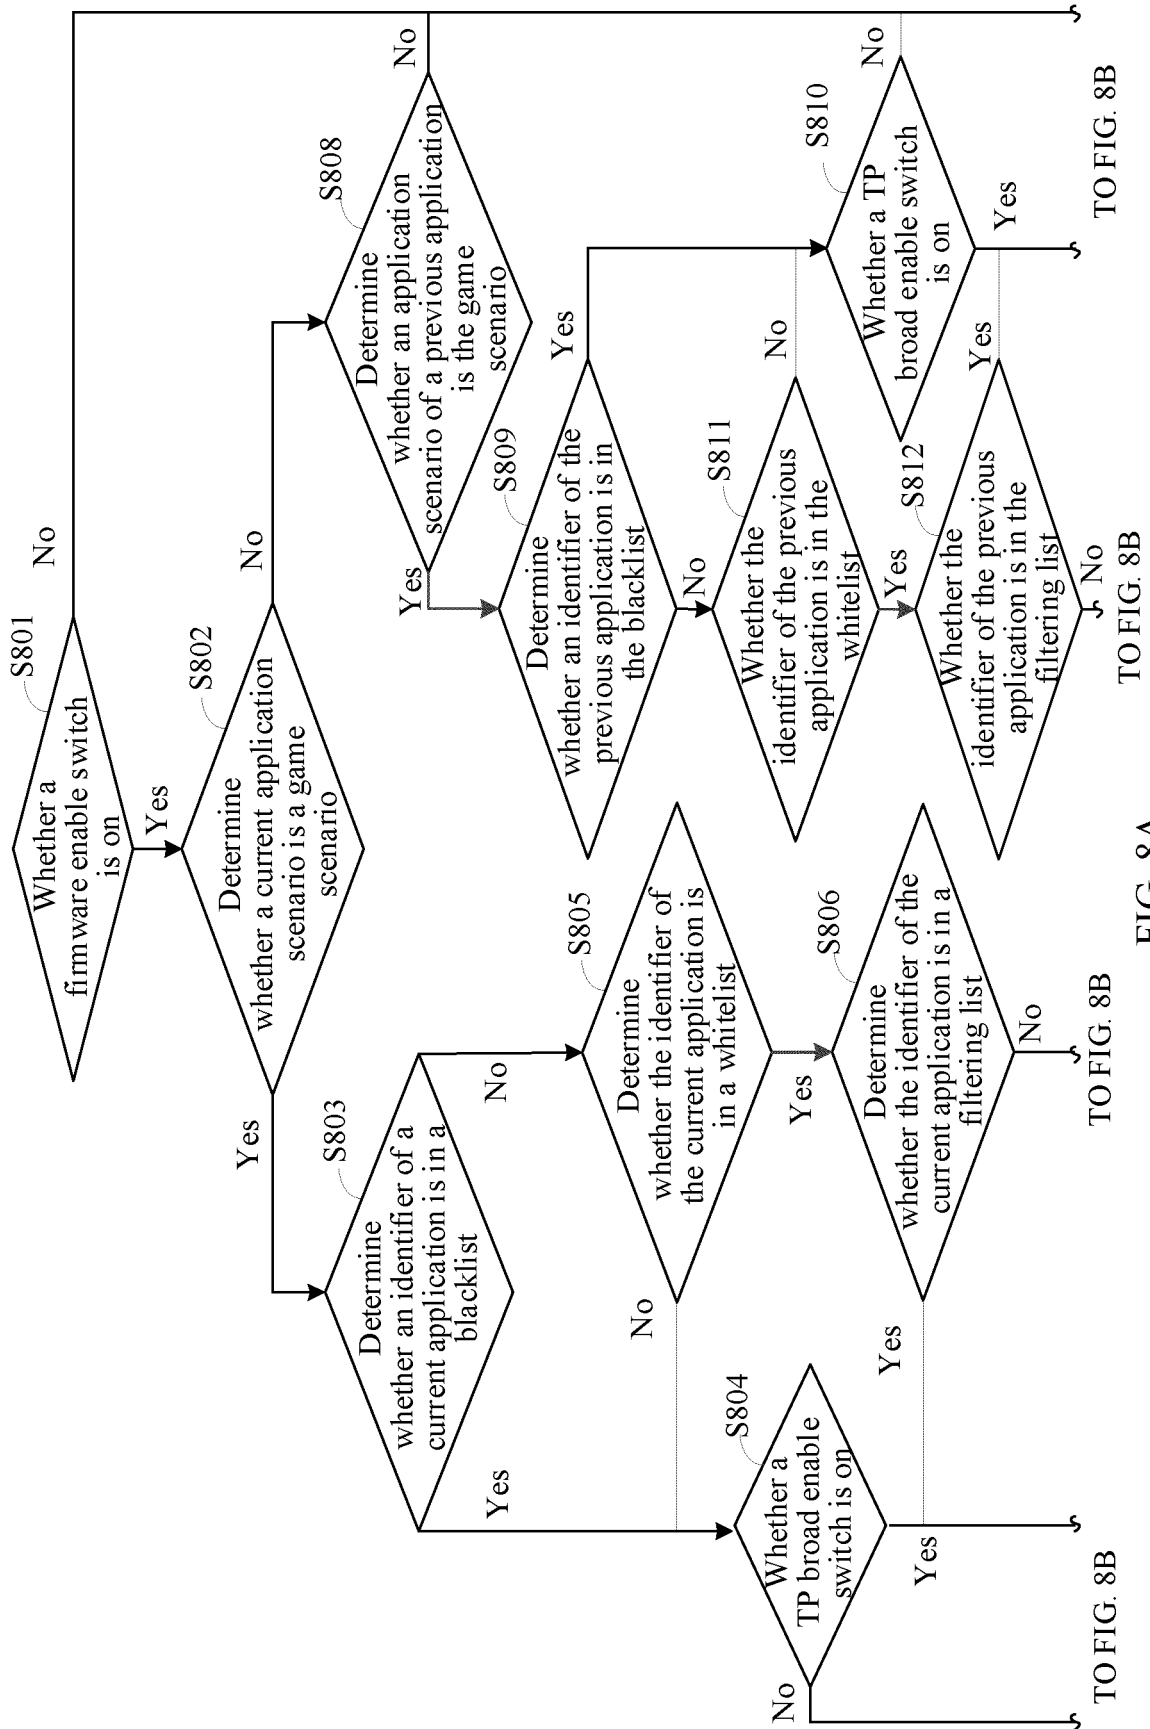 Whether a
firmware enable switch
is on
S801
No
Yes
Determine
whether a current application
scenario is a game
scenario
S802
Yes
No
Determine
whether an identifier of a
current application is in a
blacklist
S803
Yes
No
Determine
whether an application
scenario of a previous application
is the game
scenario
S808
Yes
No
Determine
whether the identifier of
the current application is
in a whitelist
S805
No
Yes
Determine
whether an identifier of the
previous application is in
the blacklist
S809
Yes
No
Whether a
TP broad enable
switch is on
S804
No
Yes
Determine
whether the identifier of the
current application is in a
filtering list
S806
Yes
No
Whether the
identifier of the previous
application is in the
whitelist
S811
No
Yes
Whether a TP
broad enable switch
is on
S810
No
Yes
Whether the
identifier of the previous
application is in the
filtering list
S812
Yes
No
TO FIG. 8B
TO FIG. 8B
TO FIG. 8B
TO FIG. 8B
FIG. 8A